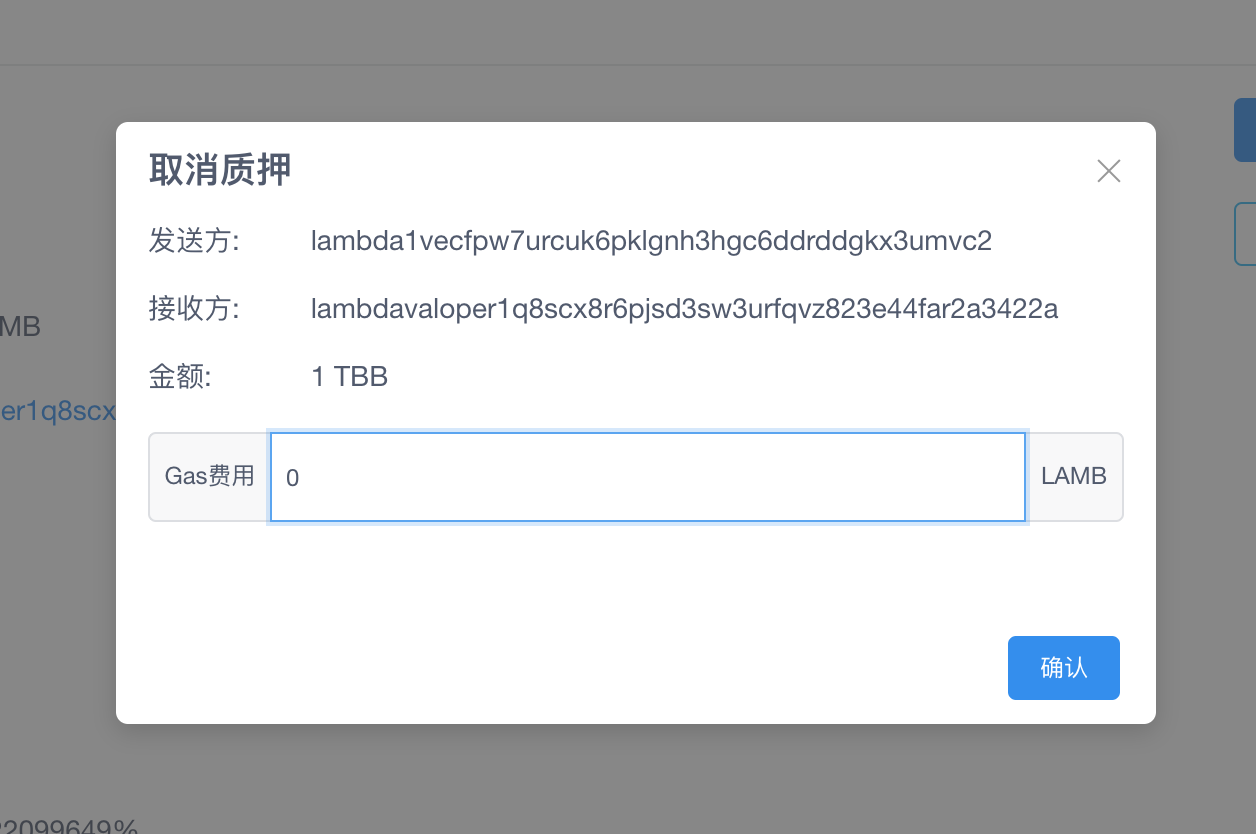 取消质押
发送方: lambda1vecfpw7urcuk6pklgnh3hgc6ddrddgkx3umvc2
接收方: lambdavaloper1q8scx8r6pjsd3sw3urfqvz823e44far2a3422a
MB
金额: 1 TBB
er1q8scx
Gas费用 0 LAMB
确认
2099649%